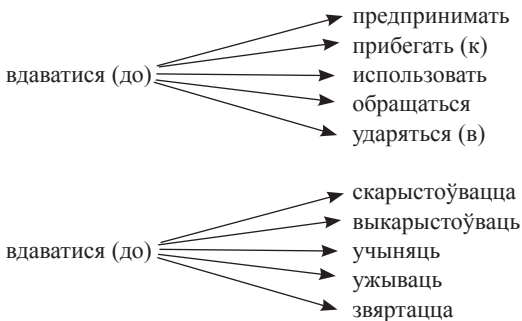 предпринимать
прибегать (к)
вдаватися (до)
использовать
обращаться
ударяться (в)
скарыстоўвацца
выкарыстоўваць
вдаватися (до)
учыняць
ужываць
звяртацца